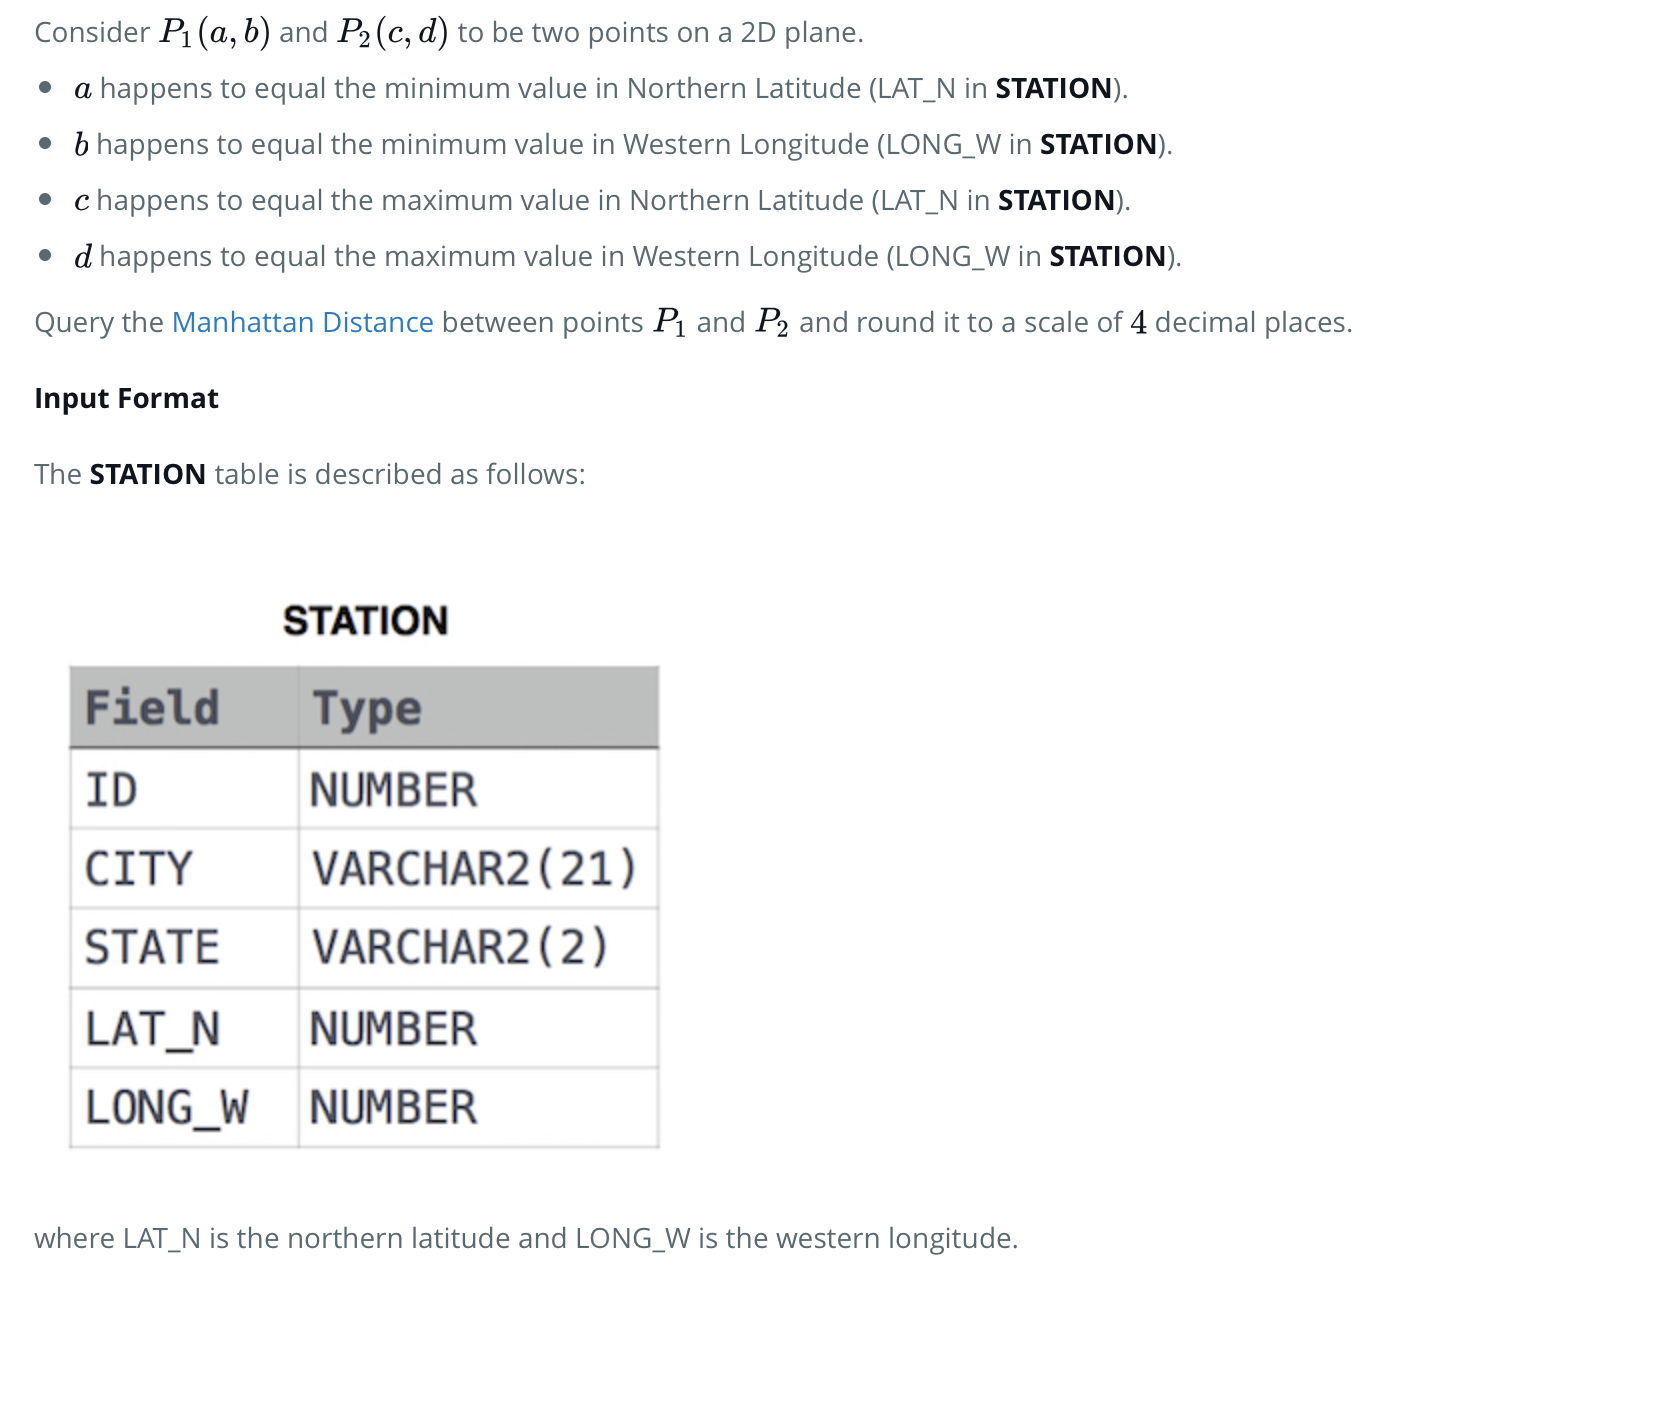 Consider P₁(a, b) and P₂(c, d) to be two points on a 2D plane.
• a happens to equal the minimum value in Northern Latitude (LAT_N in STATION).
• b happens to equal the minimum value in Western Longitude (LONG_W in STATION).
• c happens to equal the maximum value in Northern Latitude (LAT_N in STATION).
• d happens to equal the maximum value in Western Longitude (LONG_W in STATION).
Query the Manhattan Distance between points P₁ and P₂ and round it to a scale of 4 decimal places.
Input Format
The STATION table is described as follows:
STATION
Field Type
ID NUMBER
CITY VARCHAR2(21)
STATE VARCHAR2(2)
LAT_N NUMBER
LONG_W NUMBER
where LAT_N is the northern latitude and LONG_W is the western longitude.